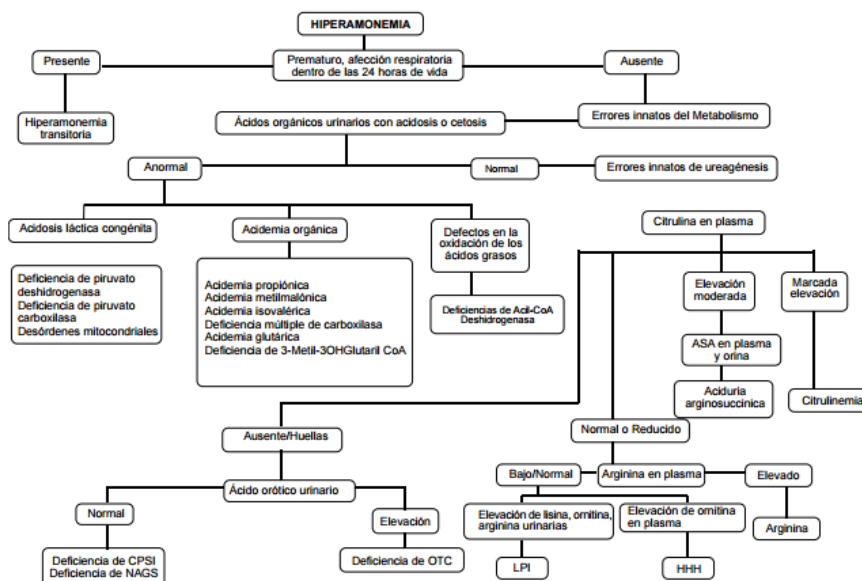 HIPERAMONEMIA
Presente
Prematuro, afección respiratoria
dentro de las 24 horas de vida
Ausente
Hiperamonemia
transitoria
Ácidos orgánicos urinarios con acidosis o cetosis
Errores innatos del Metabolismo
Anormal
Normal
Errores innatos de ureagénesis
Acidosis láctica congénita
Acidemia orgánica
Defectos en la
oxidación de los
ácidos grasos
Citrulina en plasma
Deficiencia de piruvato
deshidrogenasa
Deficiencia de piruvato
carboxilasa
Desórdenes mitocondriales
Acidemia propiónica
Acidemia metilmalónica
Acidemia isovalérica
Deficiencia múltiple de carboxilasa
Acidemia glutárica
Deficiencia de 3-Metil-3OHGlutaril CoA
Deficiencias de Acil-CoA
Deshidrogenasa
Elevación
moderada
Marcada
elevación
ASA en plasma
y orina
Aciduria
arginosuccinica
Citrulinemia
Ausente/Huellas
Normal o Reducido
Bajo/Normal
Arginina en plasma
Elevado
Ácido orótico urinario
Normal
Elevación
Elevación de lisina, ornitina,
arginina urinarias
Elevación de ornitina
en plasma
Arginina
Deficiencia de CPSI
Deficiencia de NAGS
Deficiencia de OTC
LPI
HHH